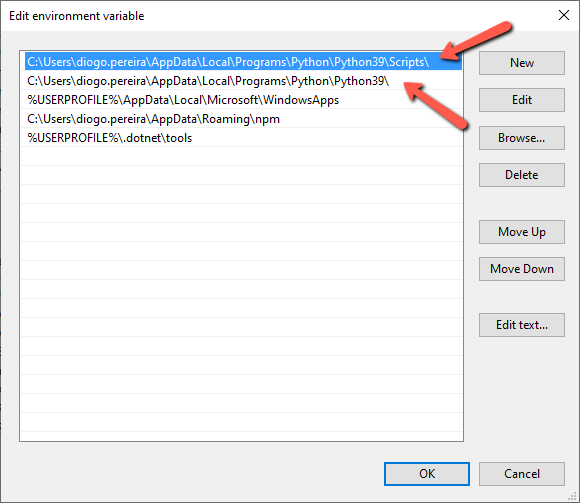 Edit environment variable
C:\Users\diogo.pereira\AppData\Local\Programs\Python\Python39\Scripts\
C:\Users\diogo.pereira\AppData\Local\Programs\Python\Python39\
%USERPROFILE%\AppData\Local\Microsoft\WindowsApps
C:\Users\diogo.pereira\AppData\Roaming\npm
%USERPROFILE%\.dotnet\tools
New
Edit
Browse...
Delete
Move Up
Move Down
Edit text...
OK
Cancel